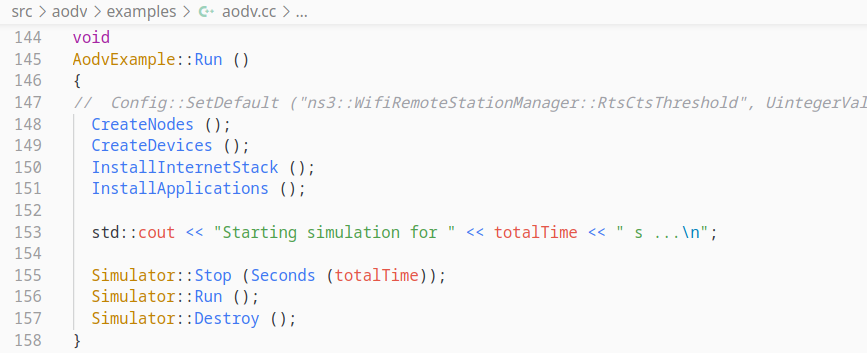 src > aodv > examples > aodv.cc > ...
144 void
145 AodvExample::Run ()
146 {
147 //  Config::SetDefault ("ns3::WifiRemoteStationManager::RtsCtsThreshold", UintegerVal
148   CreateNodes ();
149   CreateDevices ();
150   InstallInternetStack ();
151   InstallApplications ();
152
153   std::cout << "Starting simulation for " << totalTime << " s ...\n";
154
155   Simulator::Stop (Seconds (totalTime));
156   Simulator::Run ();
157   Simulator::Destroy ();
158 }